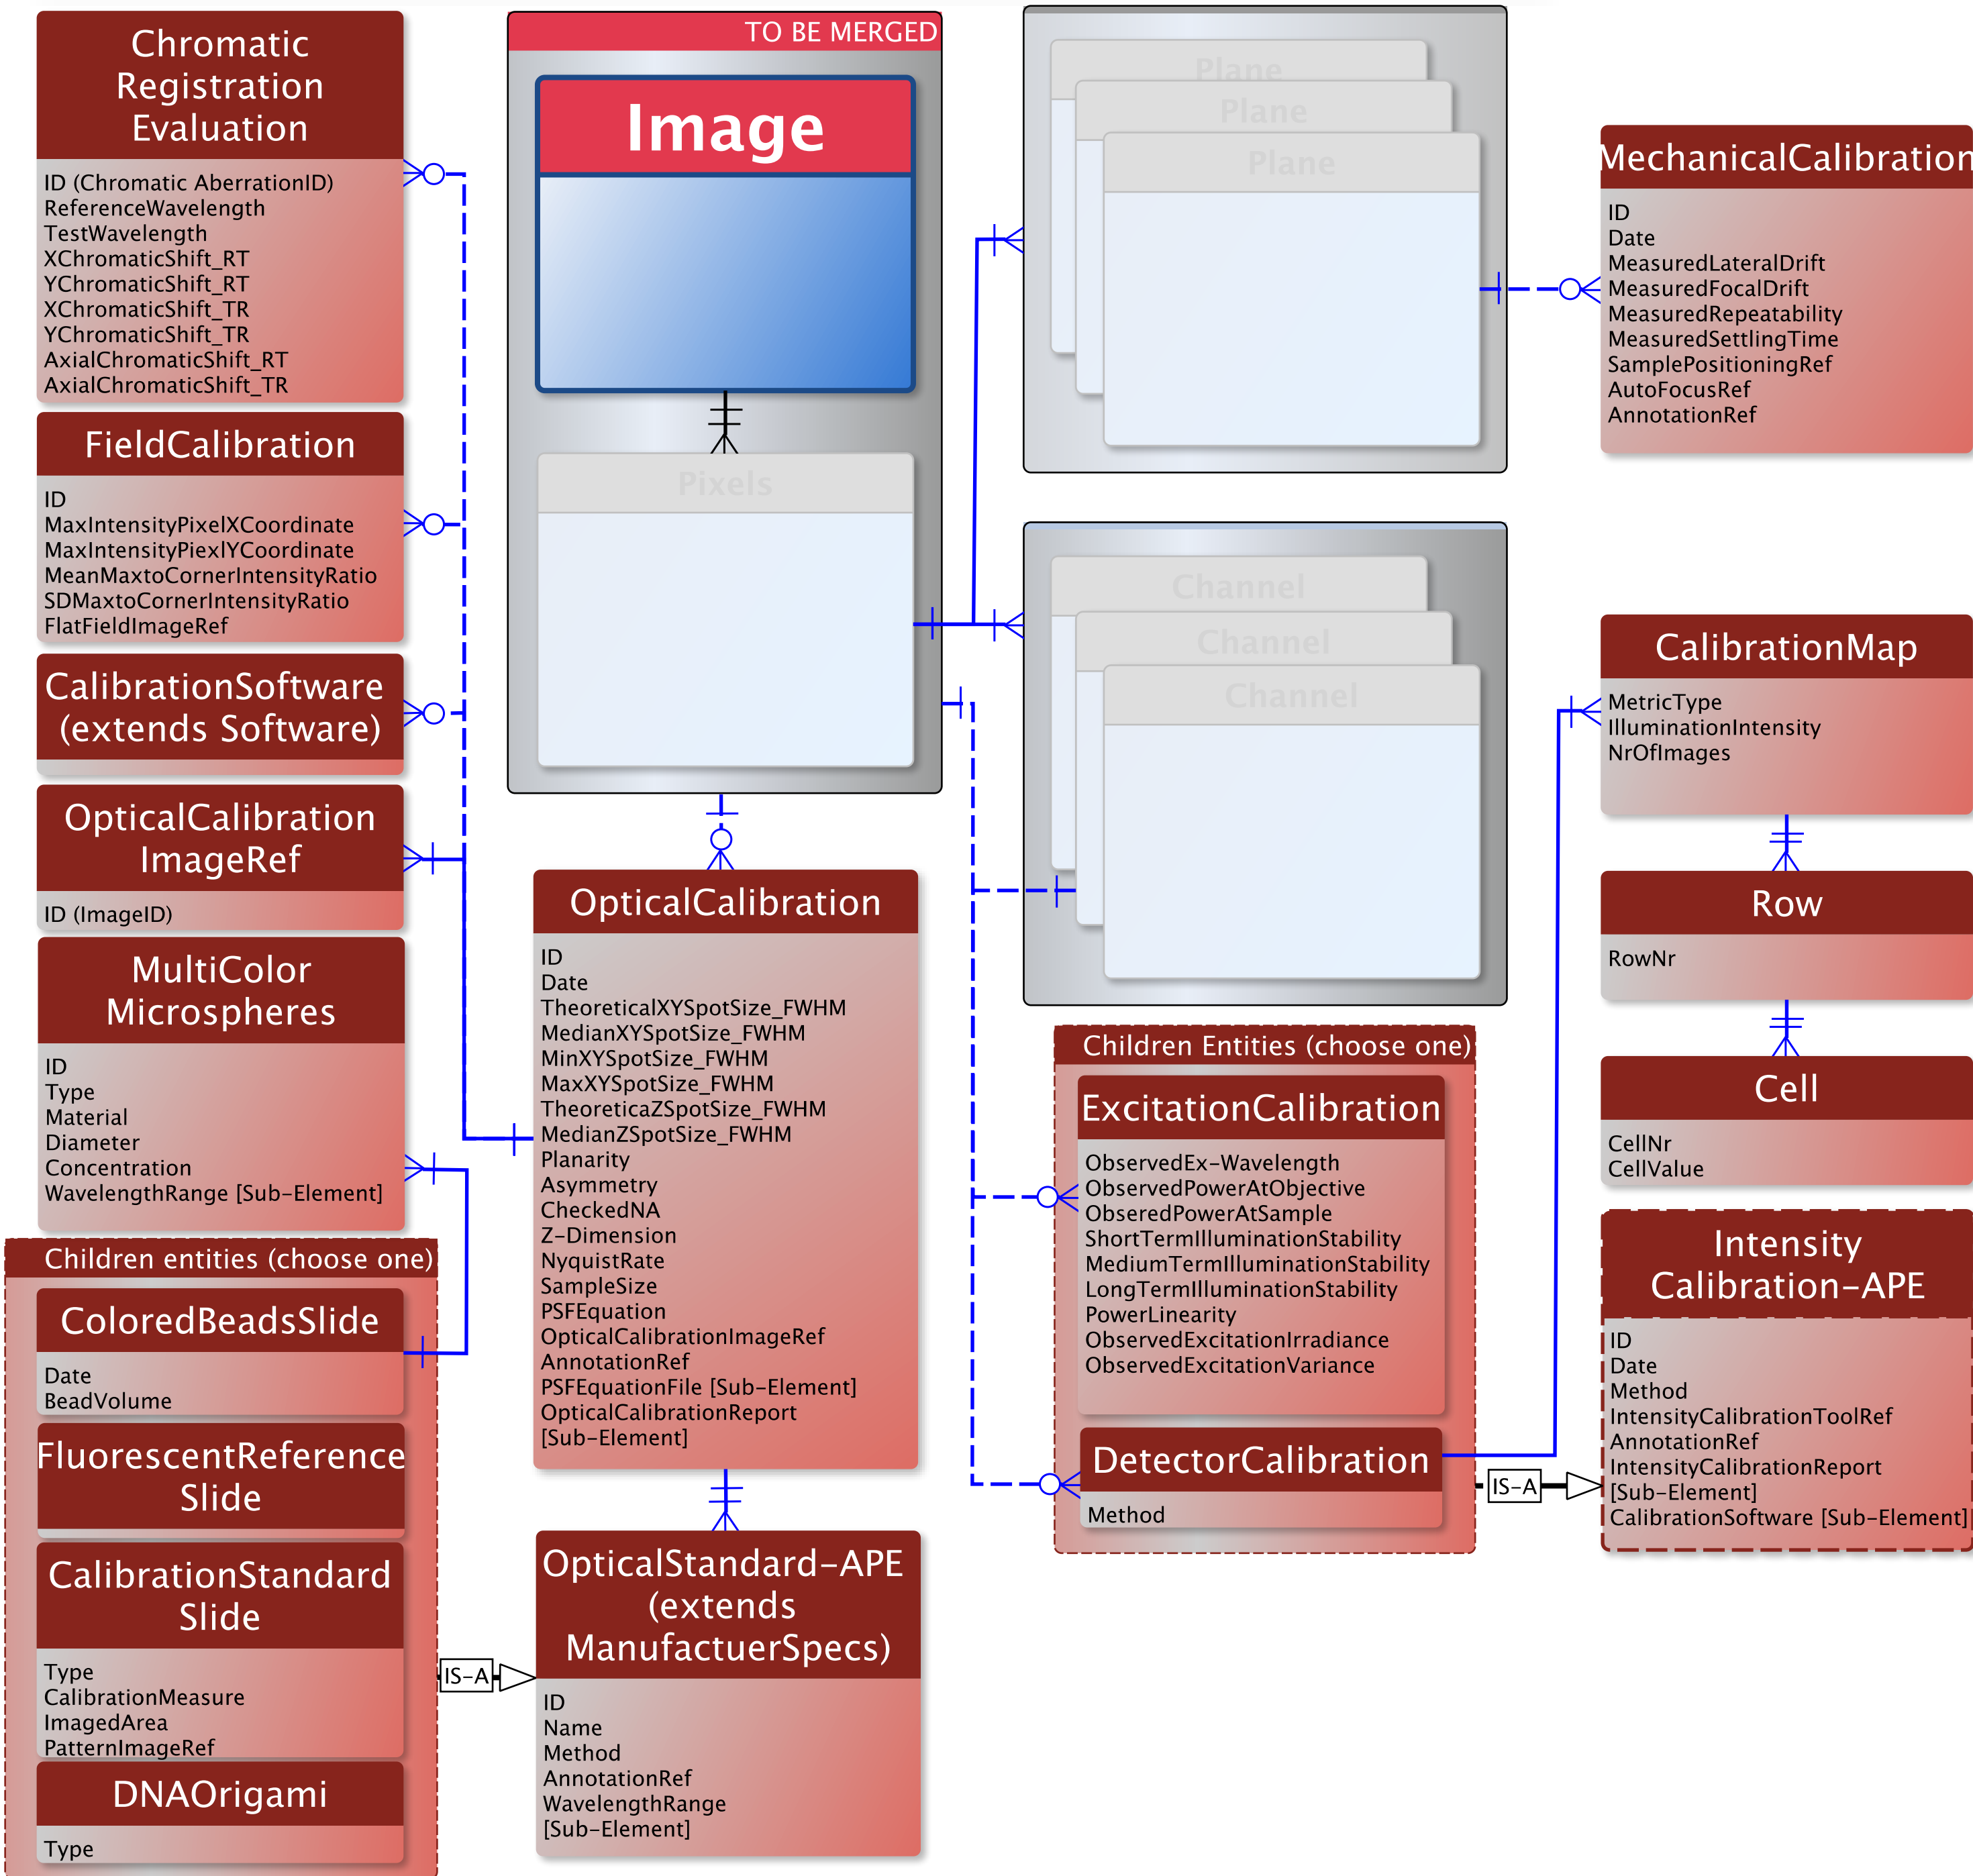 Chromatic
Registration
Evaluation
ID (Chromatic AberrationID)
ReferenceWavelength
TestWavelength
XChromaticShift_RT
YChromaticShift_RT
XChromaticShift_TR
YChromaticShift_TR
AxialChromaticShift_RT
AxialChromaticShift_TR
FieldCalibration
ID
MaxIntensityPixelXCoordinate
MaxIntensityPiexlYCoordinate
MeanMaxtoCornerIntensityRatio
SDMaxtoCornerIntensityRatio
FlatFieldImageRef
CalibrationSoftware
(extends Software)
OpticalCalibration
ImageRef
ID (ImageID)
MultiColor
Microspheres
ID
Type
Material
Diameter
Concentration
WavelengthRange [Sub-Element]
Children entities (choose one)
ColoredBeadsSlide
Date
BeadVolume
FluorescentReference
Slide
CalibrationStandard
Slide
Type
CalibrationMeasure
ImagedArea
PatternImageRef
DNAOrigami
Type
TO BE MERGED
Image
Pixels
OpticalCalibration
ID
Date
TheoreticalXYSpotSize_FWHM
MedianXYSpotSize_FWHM
MinXYSpotSize_FWHM
MaxXYSpotSize_FWHM
TheoreticaZSpotSize_FWHM
MedianZSpotSize_FWHM
Planarity
Asymmetry
CheckedNA
Z-Dimension
NyquistRate
SampleSize
PSFEquation
OpticalCalibrationImageRef
AnnotationRef
PSFEquationFile [Sub-Element]
OpticalCalibrationReport
[Sub-Element]
IS-A
OpticalStandard-APE
(extends
ManufactuerSpecs)
ID
Name
Method
AnnotationRef
WavelengthRange
[Sub-Element]
Plane
Plane
Plane
Channel
Channel
Channel
Children Entities (choose one)
ExcitationCalibration
ObservedEx-Wavelength
ObservedPowerAtObjective
ObseredPowerAtSample
ShortTermIlluminationStability
MediumTermIlluminationStability
LongTermIlluminationStability
PowerLinearity
ObservedExcitationIrradiance
ObservedExcitationVariance
DetectorCalibration
Method
IS-A
MechanicalCalibration
ID
Date
MeasuredLateralDrift
MeasuredFocalDrift
MeasuredRepeatability
MeasuredSettlingTime
SamplePositioningRef
AutoFocusRef
AnnotationRef
CalibrationMap
MetricType
IlluminationIntensity
NrOfImages
Row
RowNr
Cell
CellNr
CellValue
Intensity
Calibration-APE
ID
Date
Method
IntensityCalibrationToolRef
AnnotationRef
IntensityCalibrationReport
[Sub-Element]
CalibrationSoftware [Sub-Element]